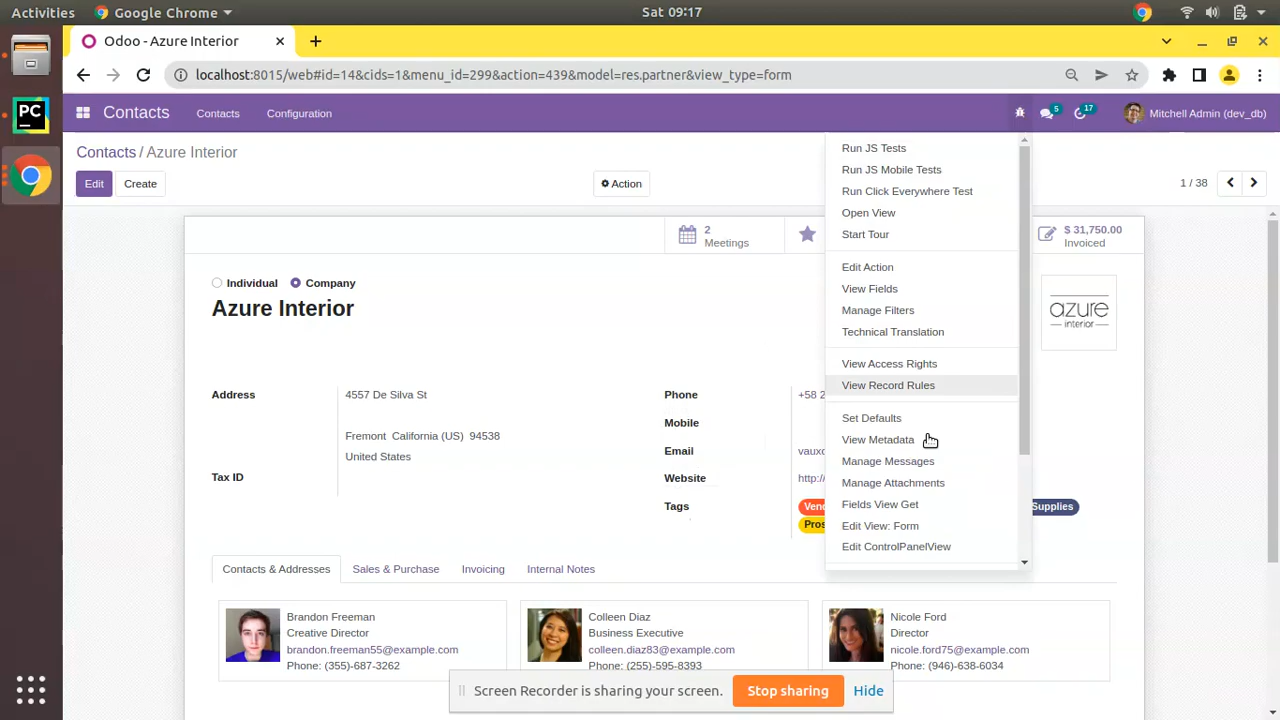 Activities Google Chrome Sat 09:17
Odoo - Azure Interior
localhost:8015/web#id=14&cids=1&menu_id=299&action=439&model=res.partner&view_type=form
Contacts Contacts Configuration 5 17 Mitchell Admin (dev_db)
Contacts / Azure Interior
Edit Create Action 1 / 38
Run JS Tests
Run JS Mobile Tests
Run Click Everywhere Test
Open View
Start Tour
Edit Action
View Fields
Manage Filters
Technical Translation
View Access Rights
View Record Rules
Set Defaults
View Metadata
Manage Messages
Manage Attachments
Fields View Get
Edit View: Form
Edit ControlPanelView
2
Meetings
$ 31,750.00
Invoiced
Individual Company
Azure Interior
azure
interior
Address 4557 De Silva St
Fremont California (US) 94538
United States
Tax ID
Phone +58 2
Mobile
Email vauxo
Website http:/
Tags Vend Supplies
Pros
Contacts & Addresses Sales & Purchase Invoicing Internal Notes
Brandon Freeman
Creative Director
brandon.freeman55@example.com
Phone: (355)-687-3262
Colleen Diaz
Business Executive
colleen.diaz83@example.com
Phone: (255)-595-8393
Nicole Ford
Director
nicole.ford75@example.com
Phone: (946)-638-6034
Screen Recorder is sharing your screen. Stop sharing Hide
PC